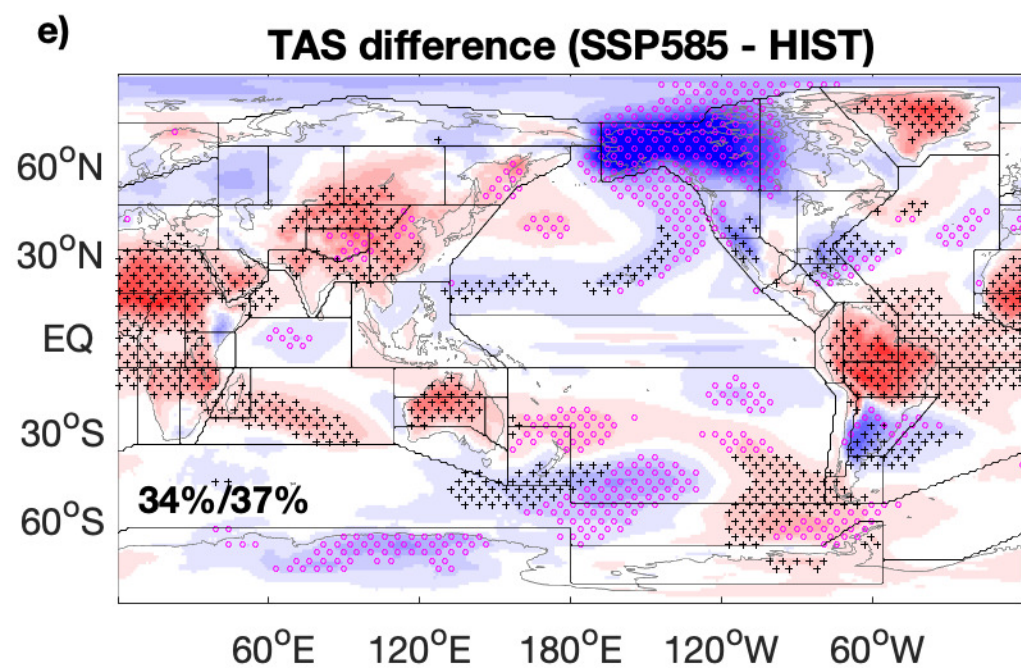 e)
TAS difference (SSP585 - HIST)
60°N
30°N
EQ
30°S
34%/37%
60°S
60°E 120°E 180°E 120°W 60°W